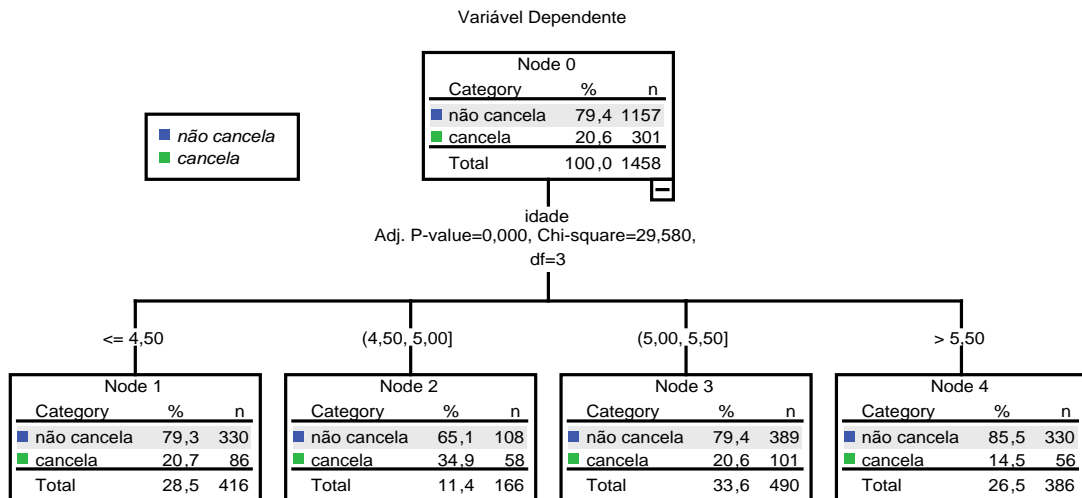 Variável Dependente
Node 0
Category % n
não cancela 79,4 1157
cancela 20,6 301
Total 100,0 1458
não cancela
cancela
idade
Adj. P-value=0,000, Chi-square=29,580,
df=3
<= 4,50
(4,50, 5,00]
(5,00, 5,50]
> 5,50
Node 1
Category % n
não cancela 79,3 330
cancela 20,7 86
Total 28,5 416
Node 2
Category % n
não cancela 65,1 108
cancela 34,9 58
Total 11,4 166
Node 3
Category % n
não cancela 79,4 389
cancela 20,6 101
Total 33,6 490
Node 4
Category % n
não cancela 85,5 330
cancela 14,5 56
Total 26,5 386